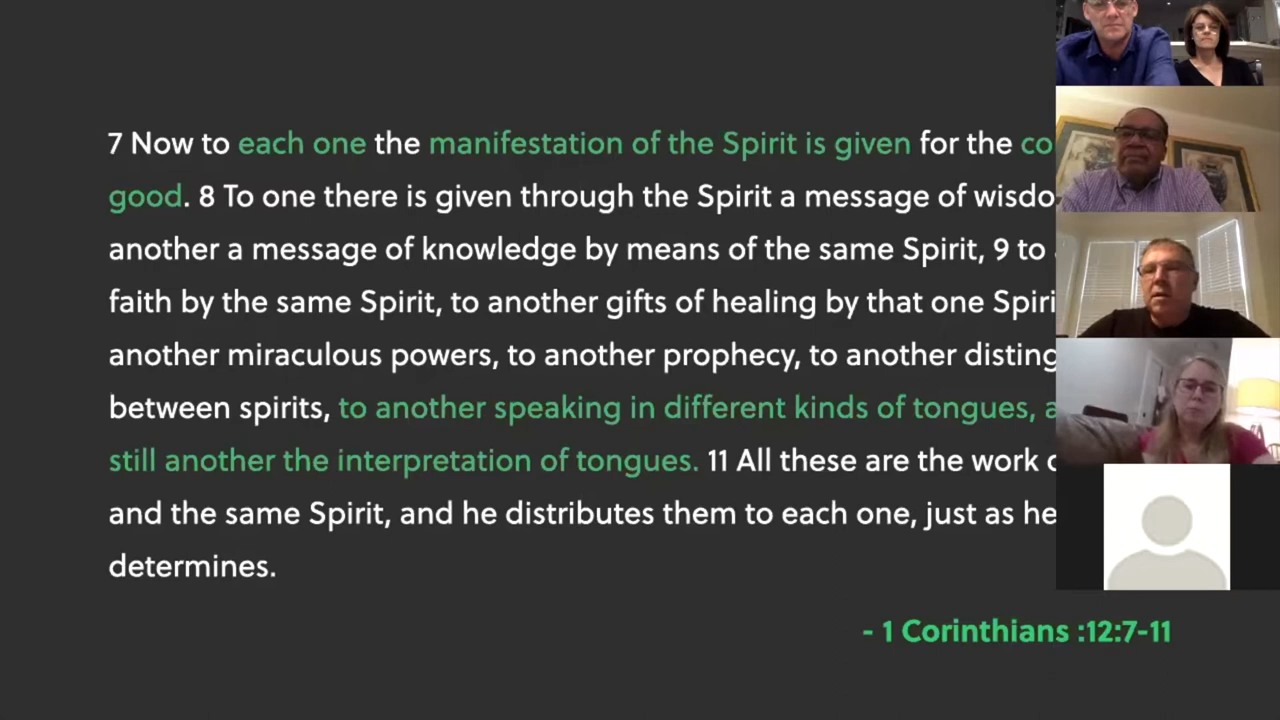 7 Now to each one the manifestation of the Spirit is given for the
good. 8 To one there is given through the Spirit a message of
another a message of knowledge by means of the same Spirit, 9 to
faith by the same Spirit, to another gifts of healing by that one
another miraculous powers, to another prophecy, to another
between spirits, to another speaking in different kinds of tongues,
still another the interpretation of tongues. 11 All these are the work
and the same Spirit, and he distributes them to each one, just as he
determines.
- 1 Corinthians :12:7-11